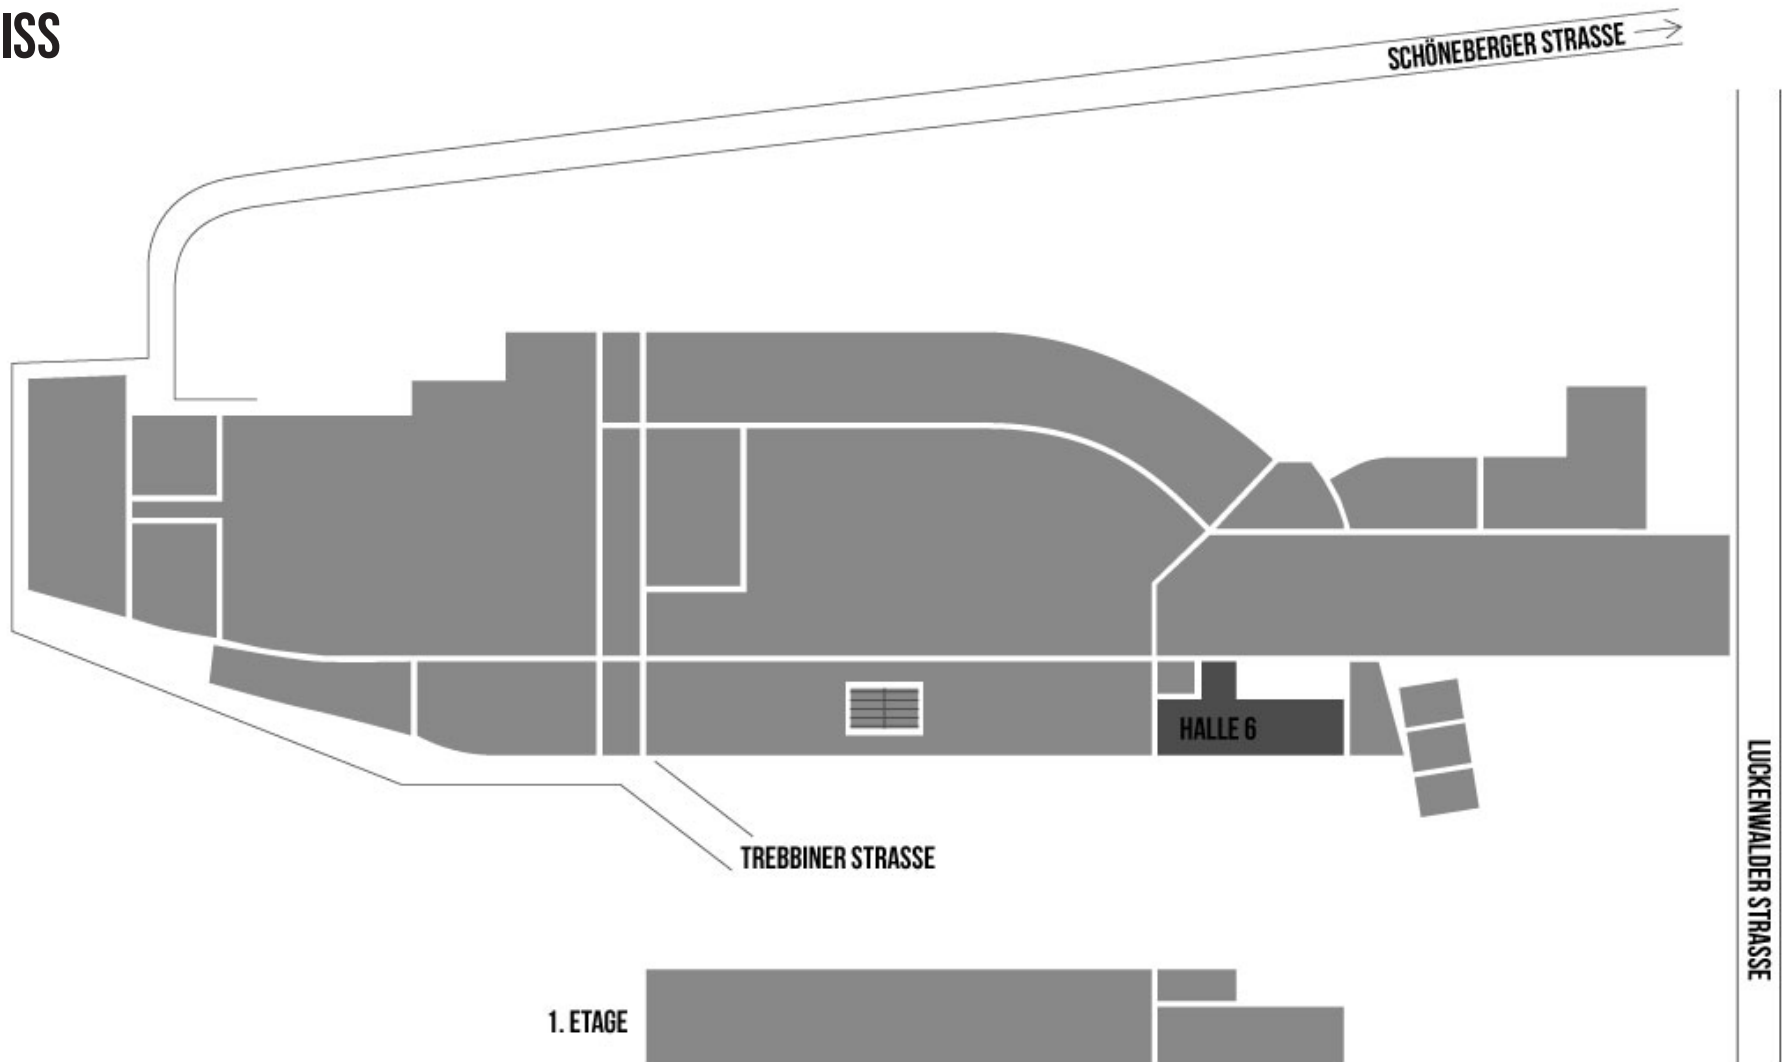 ISS
SCHÖNEBERGER STRASSE
HALLE 6
LUCKENWALDER STRASSE
TREBBINER STRASSE
1. ETAGE